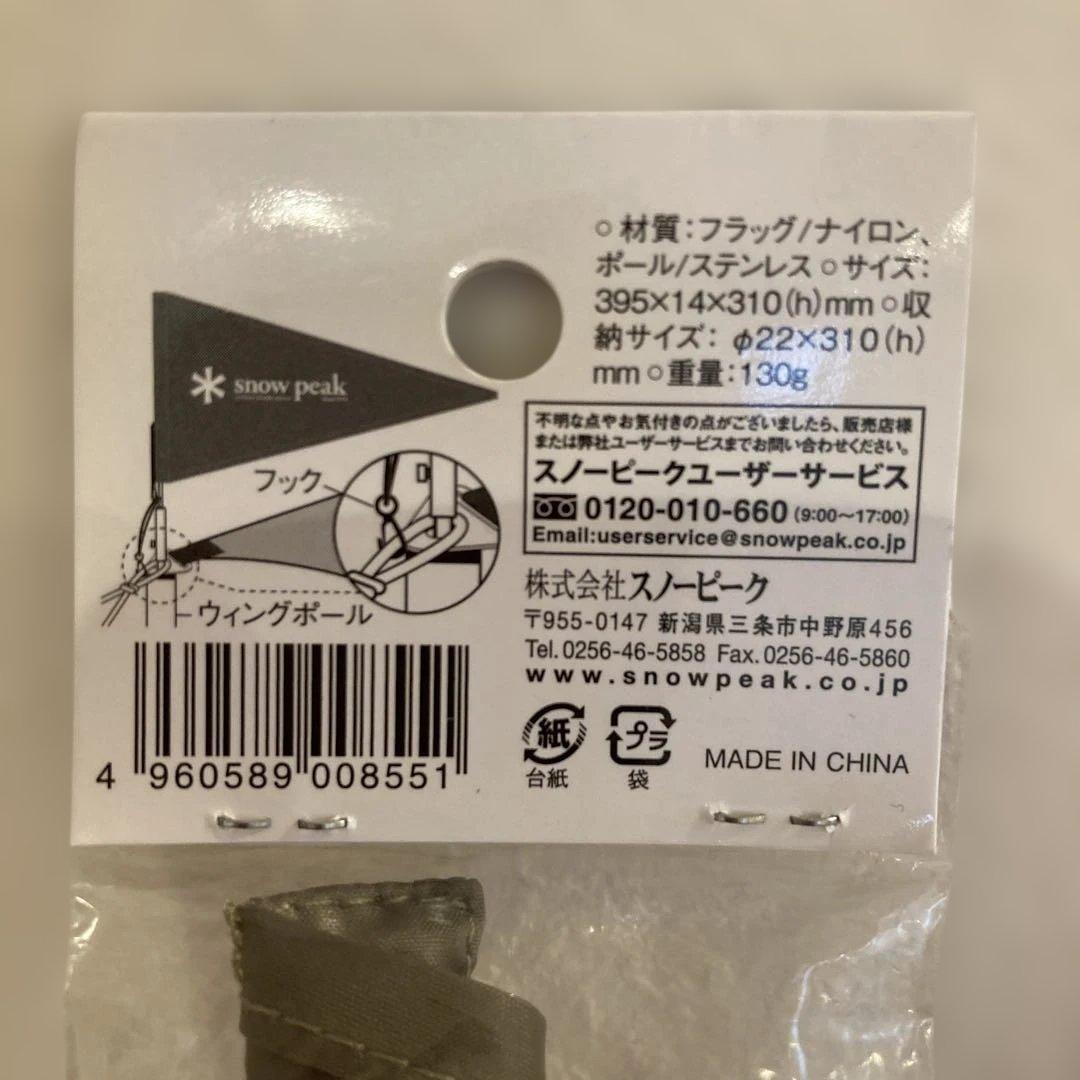 ○材質：フラッグ/ナイロン、
ポール/ステンレス○サイズ：
395×14×310(h)mm○収
納サイズ：φ22×310(h)
mm○重量：130g
snow peak
フック
ウィングポール
不明な点やお気付きの点がございましたら、販売店様
または弊社ユーザーサービスまでお問い合わせください。
スノーピークユーザーサービス
0120-010-660（9:00〜17:00）
Email:userservice@snowpeak.co.jp
株式会社スノーピーク
〒955-0147 新潟県三条市中野原456
Tel.0256-46-5858 Fax.0256-46-5860
www.snowpeak.co.jp
紙
台紙
プラ
袋
MADE IN CHINA
4 960589 008551